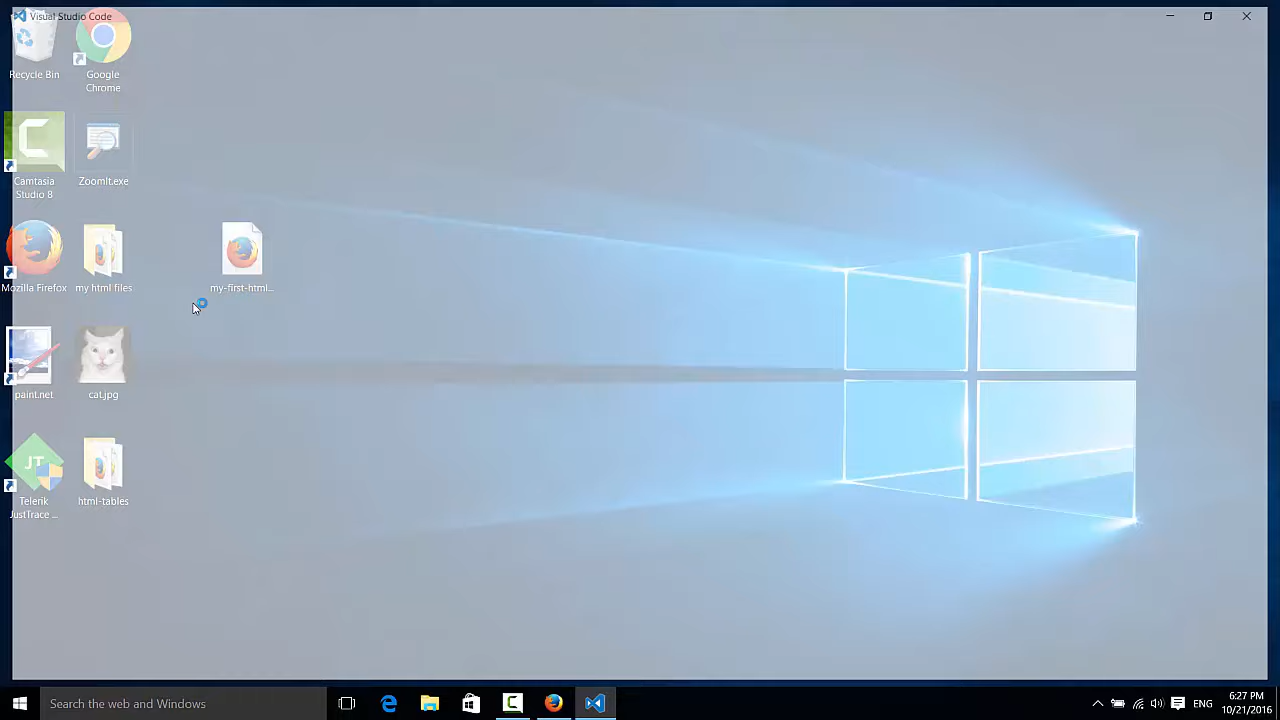 Visual Studio Code
Recycle Bin
Google
Chrome
Camtasia
Studio 8
ZoomIt.exe
Mozilla Firefox
my html files
my-first-html...
paint.net
cat.jpg
JT
Telerik
JustTrace ...
html-tables
Search the web and Windows
ENG
6:27 PM
10/21/2016